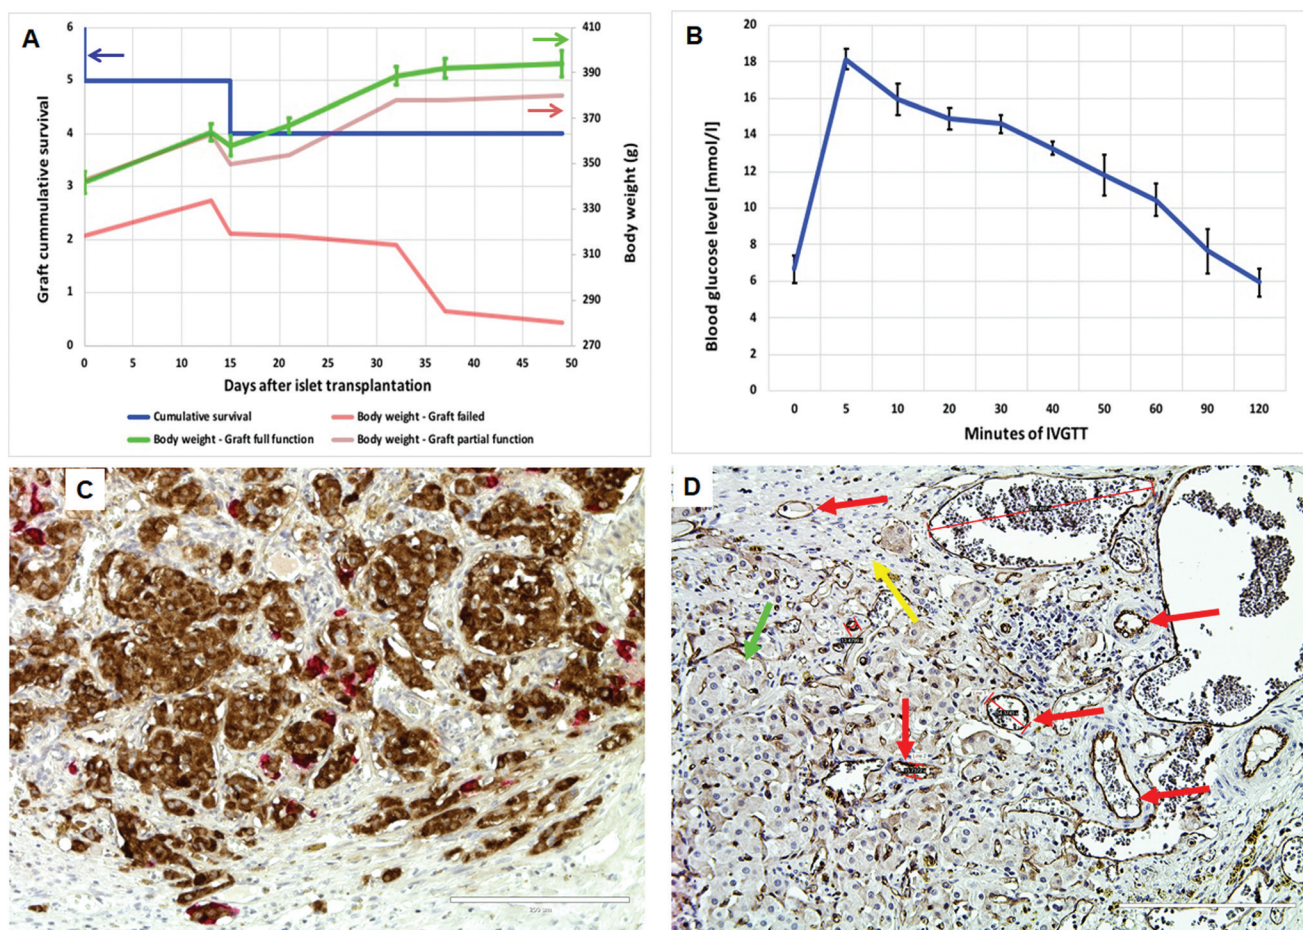 A
6
5
4
3
2
1
0
Graft cummulative survival
410
390
370
350
330
310
290
270
Body weight (g)
0 5 10 15 20 25 30 35 40 45 50
Days after islet transplantation
Cumulative survival
Body weight - Graft failed
Body weight - Graft full function
Body weight - Graft partial function
B
20
18
16
14
12
10
8
6
4
2
0
Blood glucose level [mmol/l]
0 5 10 20 30 40 50 60 90 120
Minutes of IVGTT
C
D